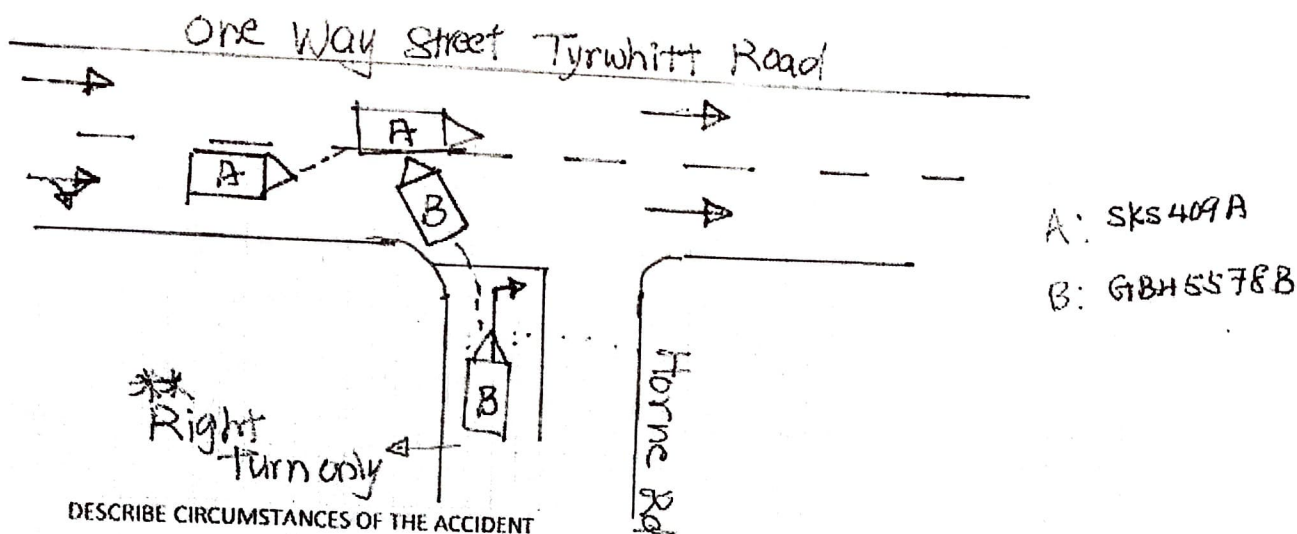 One Way Street Tyrwhitt Road
A
A
B
A: SKS409A
B: GBH5578B
B
Horne Rd
Right
Turn only
DESCRIBE CIRCUMSTANCES OF THE ACCIDENT